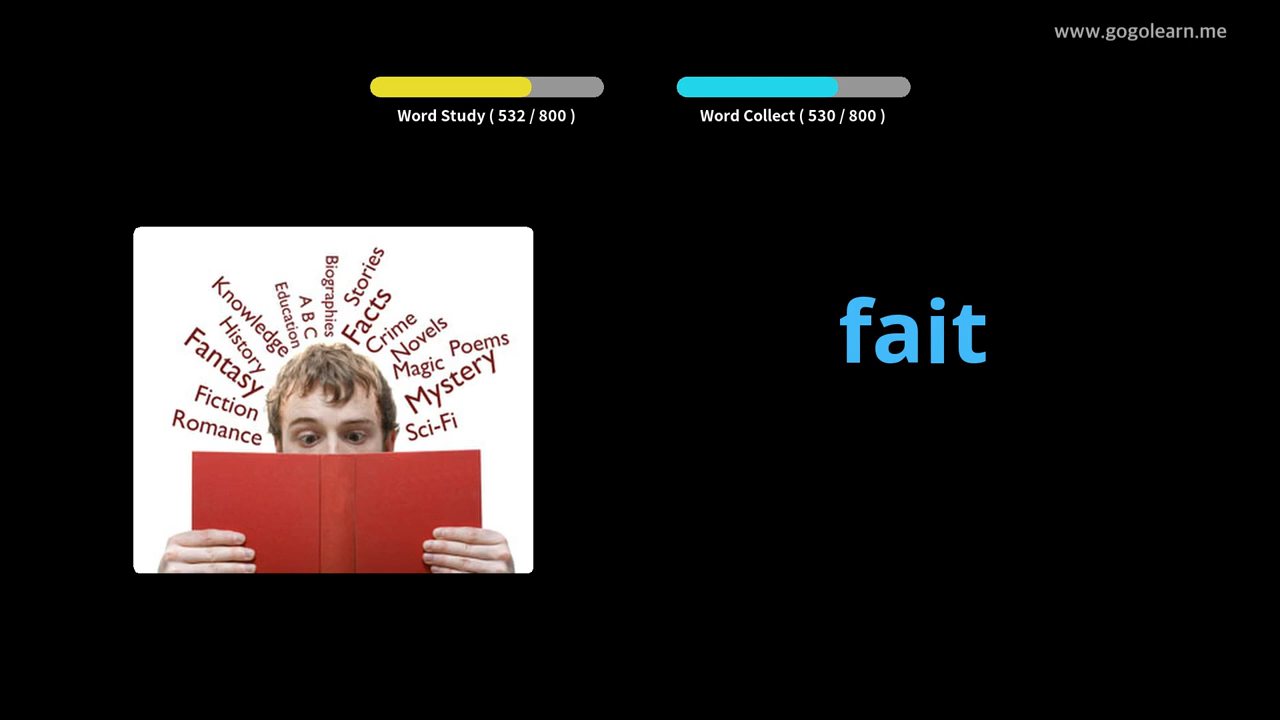 www.gogolearn.me
Word Study ( 532 / 800 )
Word Collect ( 530 / 800 )
fait
Knowledge
Education
A B C
Biographies
Stories
Facts
Crime
Novels
Poems
History
Fantasy
Magic
Mystery
Fiction
Romance
Sci-Fi